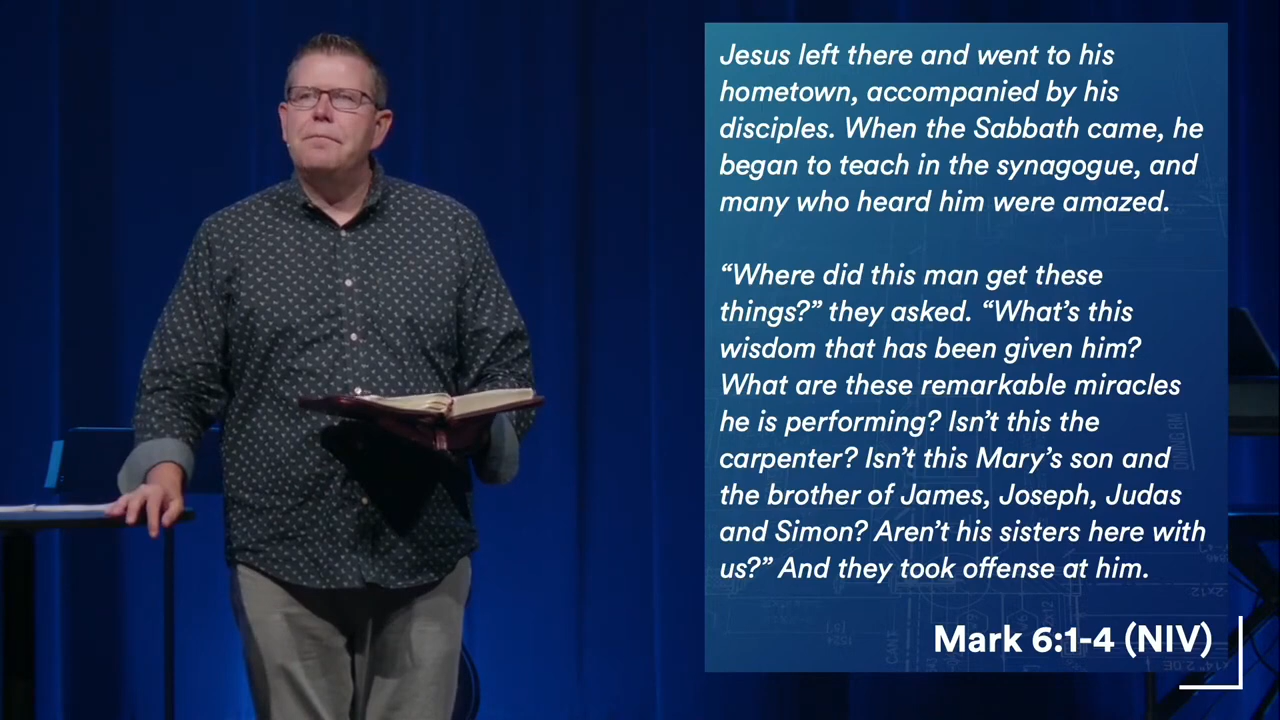 Jesus left there and went to his
hometown, accompanied by his
disciples. When the Sabbath came, he
began to teach in the synagogue, and
many who heard him were amazed.
“Where did this man get these
things?” they asked. “What’s this
wisdom that has been given him?
What are these remarkable miracles
he is performing? Isn’t this the
carpenter? Isn’t this Mary’s son and
the brother of James, Joseph, Judas
and Simon? Aren’t his sisters here with
us?” And they took offense at him.
Mark 6:1-4 (NIV)
DINING RM